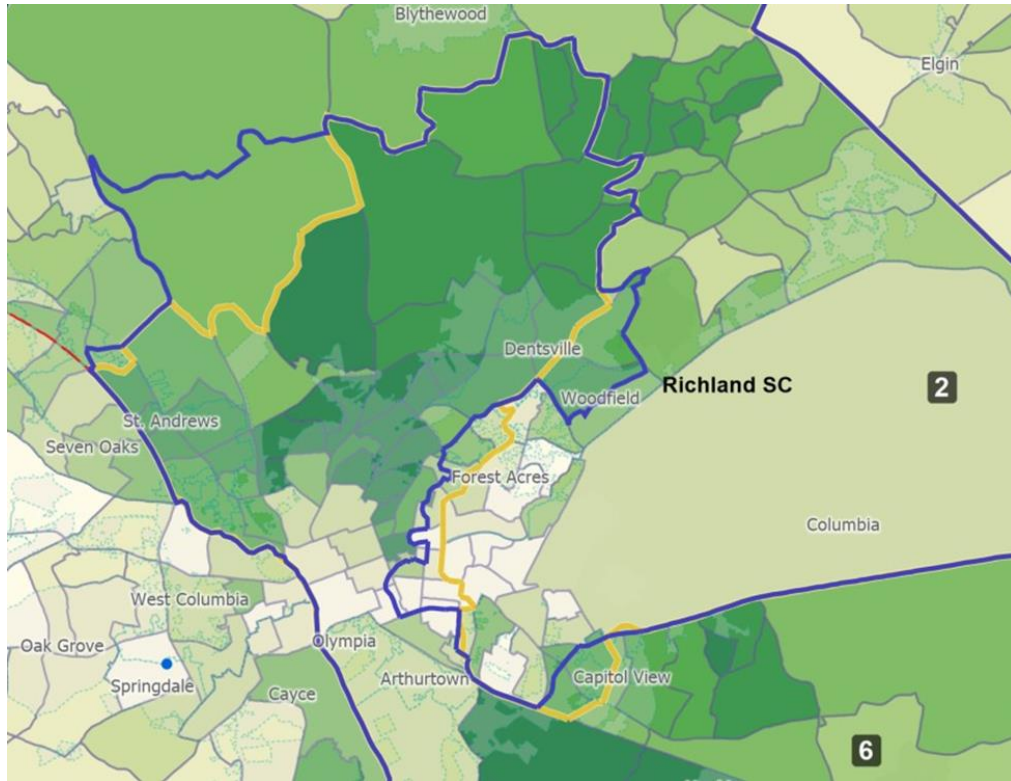 Blythewood
Elgin
Dentsville
Richland SC
2
Woodfield
St. Andrews
Seven Oaks
Forest Acres
Columbia
West Columbia
Olympia
Oak Grove
Springdale
Arthurtown
Capitol View
Cayce
6